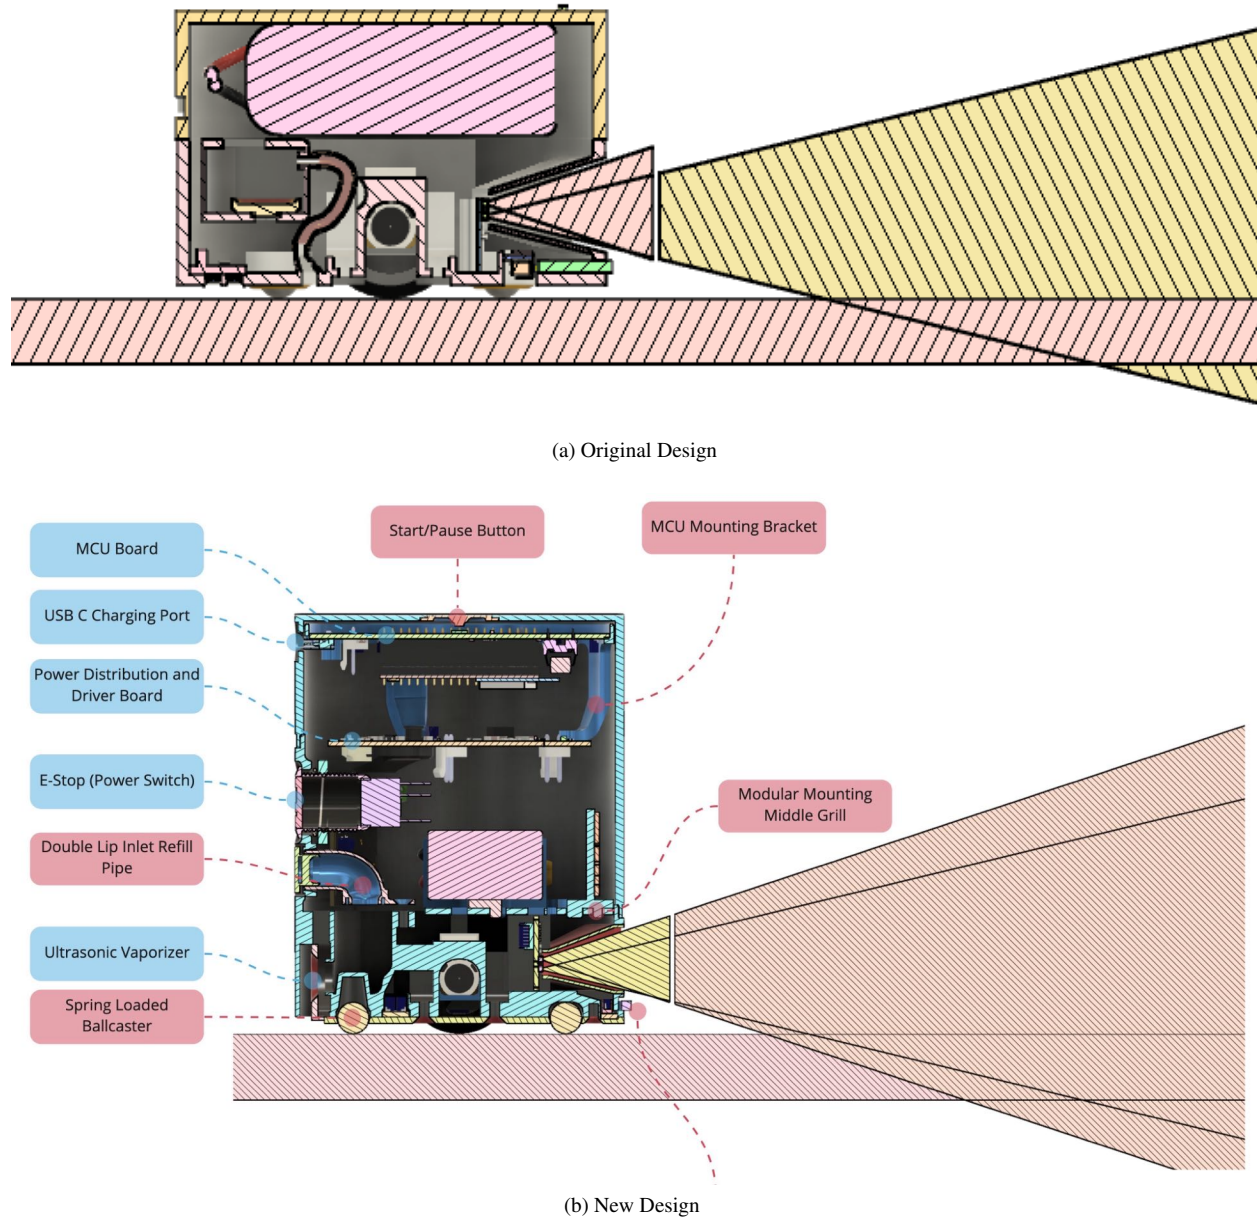 (a) Original Design
Start/Pause Button
MCU Mounting Bracket
MCU Board
USB C Charging Port
Power Distribution and
Driver Board
E-Stop (Power Switch)
Modular Mounting
Middle Grill
Double Lip Inlet Refill
Pipe
Ultrasonic Vaporizer
Spring Loaded
Ballcaster
(b) New Design